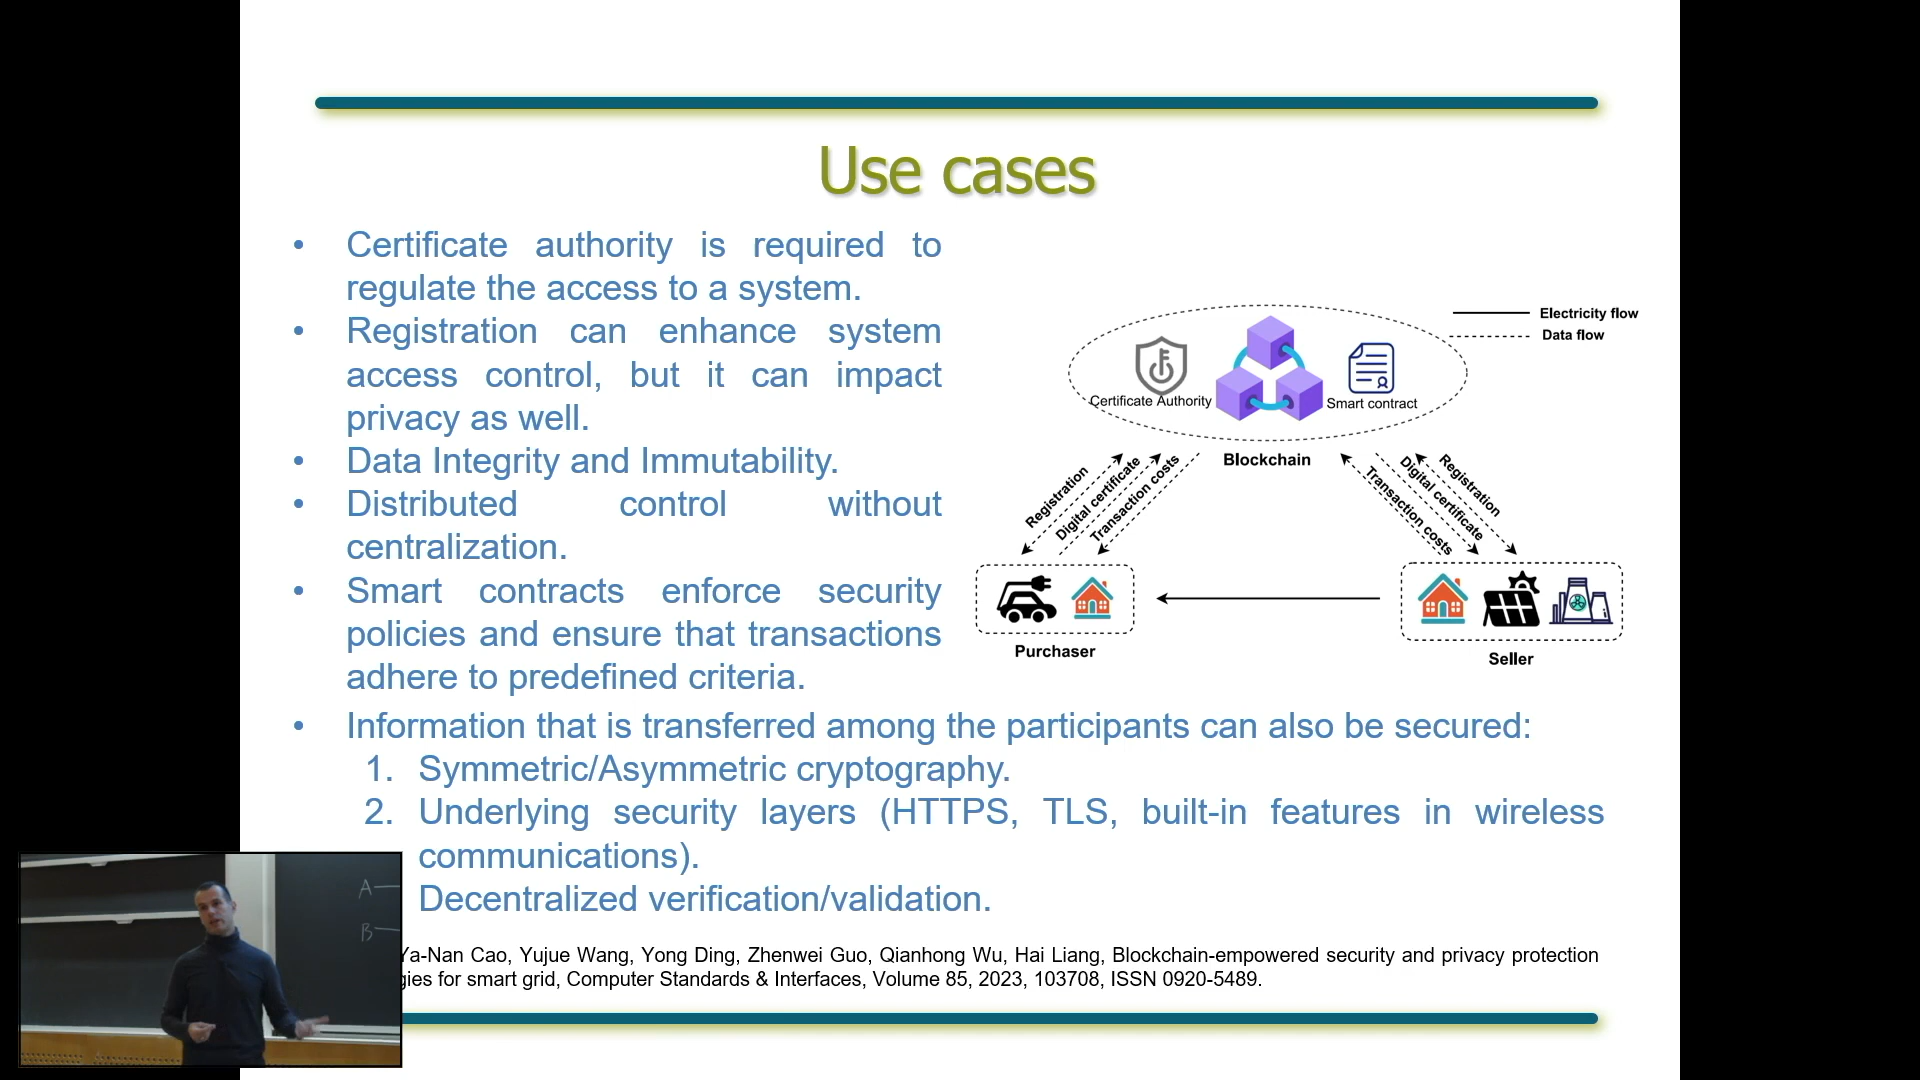 Use cases
• Certificate authority is required to
regulate the access to a system.
• Registration can enhance system
access control, but it can impact
privacy as well.
• Data Integrity and Immutability.
• Distributed control without
centralization.
• Smart contracts enforce security
policies and ensure that transactions
adhere to predefined criteria.
• Information that is transferred among the participants can also be secured:
1. Symmetric/Asymmetric cryptography.
2. Underlying security layers (HTTPS, TLS, built-in features in wireless
communications).
Decentralized verification/validation.
Ya-Nan Cao, Yujue Wang, Yong Ding, Zhenwei Guo, Qianhong Wu, Hai Liang, Blockchain-empowered security and privacy protection
gies for smart grid, Computer Standards & Interfaces, Volume 85, 2023, 103708, ISSN 0920-5489.
Electricity flow
Data flow
Certificate Authority
Smart contract
Blockchain
Registration
Digital certificate
Transaction costs
Transaction costs
Digital certificate
Registration
Purchaser
Seller
A
B